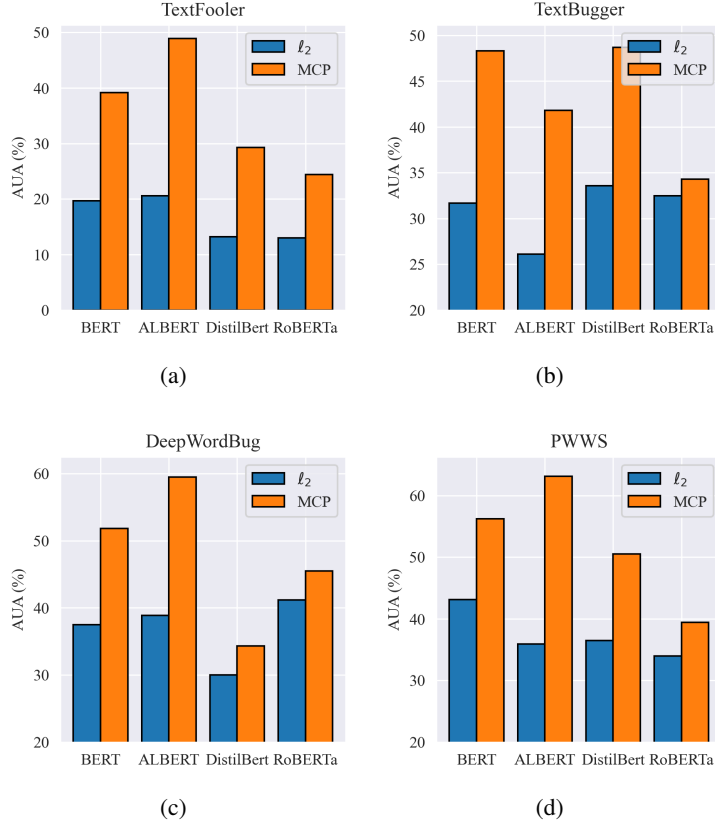 TextFooler
50
40
30
20
10
0
AUA (%)
ℓ₂
MCP
BERT ALBERT DistilBert RoBERTa
(a)
TextBugger
50
45
40
35
30
25
20
AUA (%)
ℓ₂
MCP
BERT ALBERT DistilBert RoBERTa
(b)
DeepWordBug
60
50
40
30
20
AUA (%)
ℓ₂
MCP
BERT ALBERT DistilBert RoBERTa
(c)
PWWS
60
50
40
30
20
AUA (%)
ℓ₂
MCP
BERT ALBERT DistilBert RoBERTa
(d)